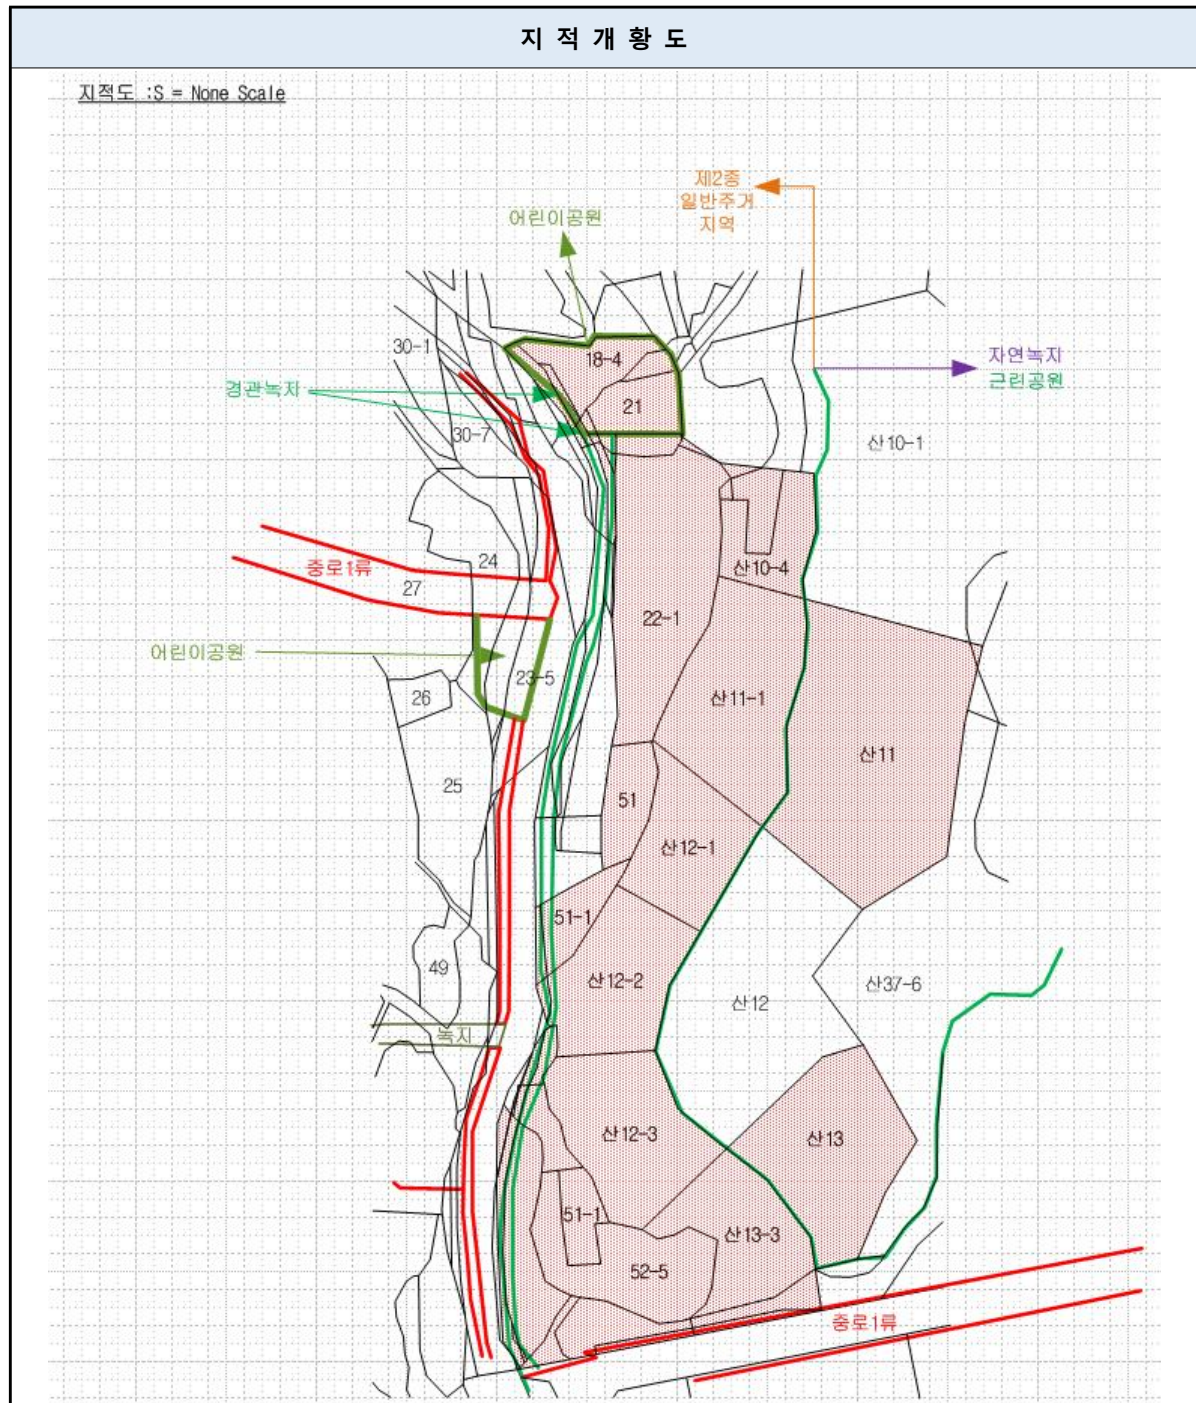 지 적 개 황 도
지적도 :S = None Scale
제2종
일반주거
지역
어린이공원
30-1
18-4
자연녹지
근린공원
경관녹지
21
30-7
산10-1
24
중로1류
27
산10-4
22-1
어린이공원
23-5
26
산11-1
산11
25
51
산12-1
51-1
49
산12-2
산12
산37-6
녹지
산12-3
산13
51-1
산13-3
52-5
중로1류